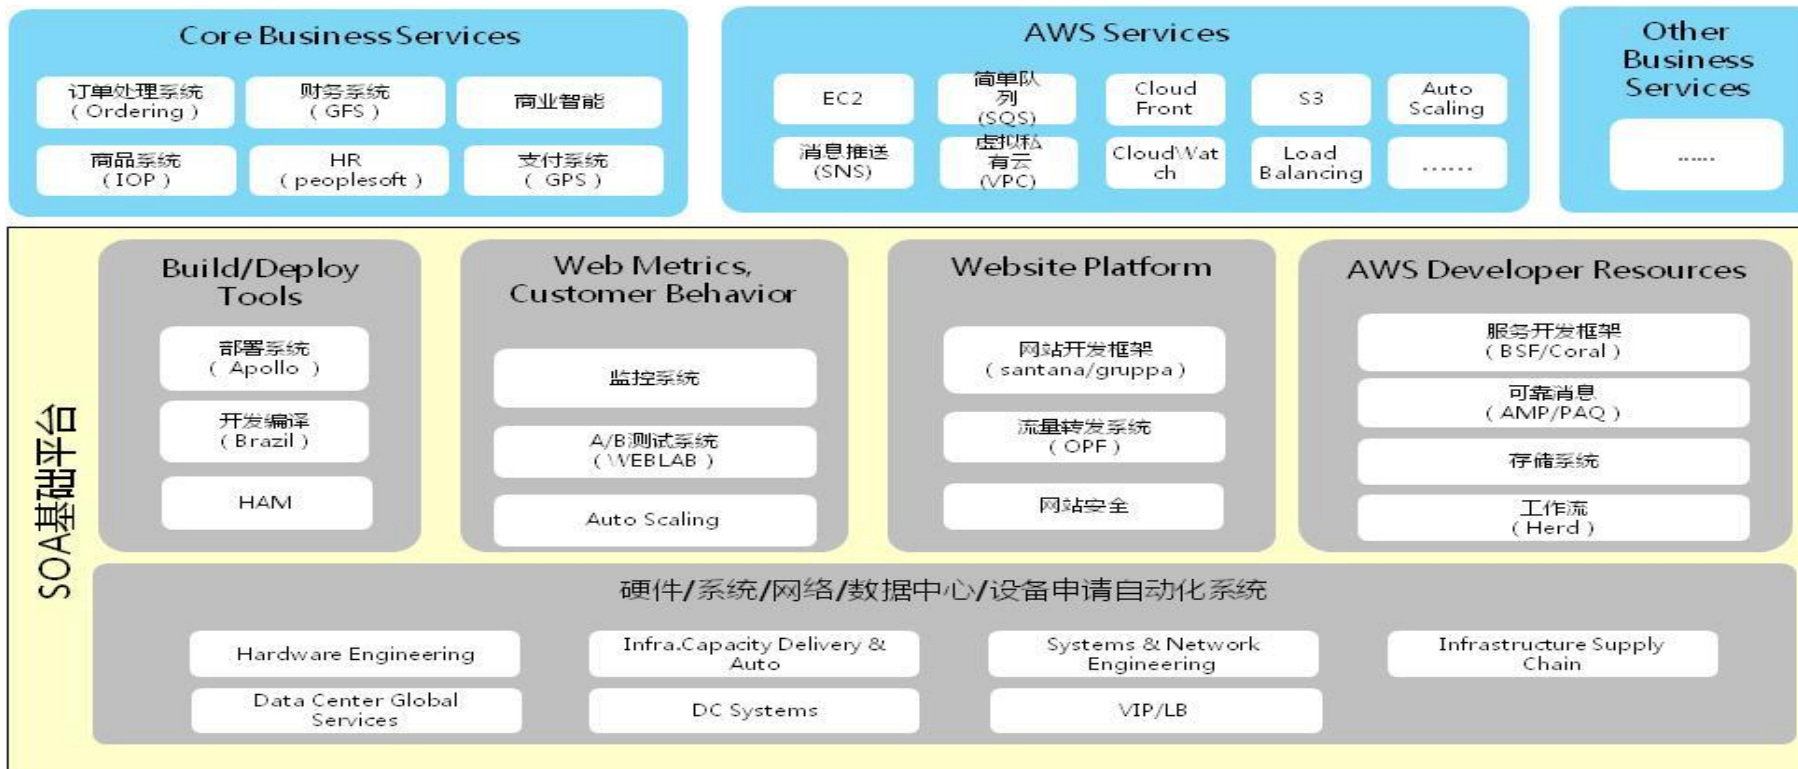 Core Business Services
订单处理系统
( Ordering )
财务系统
( GFS )
商业智能
商品系统
( IOP )
HR
( peoplesoft )
支付系统
( GPS )
AWS Services
EC2
简单队
列
(SQS)
Cloud
Front
S3
Auto
Scaling
消息推送
(SNS)
虚拟私
有云
(VPC)
CloudWat
ch
Load
Balancing
……
Other
Business
Services
……
SOA基础平台
Build/Deploy
Tools
部署系统
( Apollo )
开发编译
( Brazil )
HAM
Web Metrics,
Customer Behavior
监控系统
A/B测试系统
( WEBLAB )
Auto Scaling
Website Platform
网站开发框架
( santana/gruppa )
流量转发系统
( OPF )
网站安全
AWS Developer Resources
服务开发框架
( BSF/Coral )
可靠消息
( AMP/PAQ )
存储系统
工作流
( Herd )
硬件/系统/网络/数据中心/设备申请自动化系统
Hardware Engineering
Infra.Capacity Delivery &
Auto
Systems & Network
Engineering
Infrastructure Supply
Chain
Data Center Global
Services
DC Systems
VIP/LB